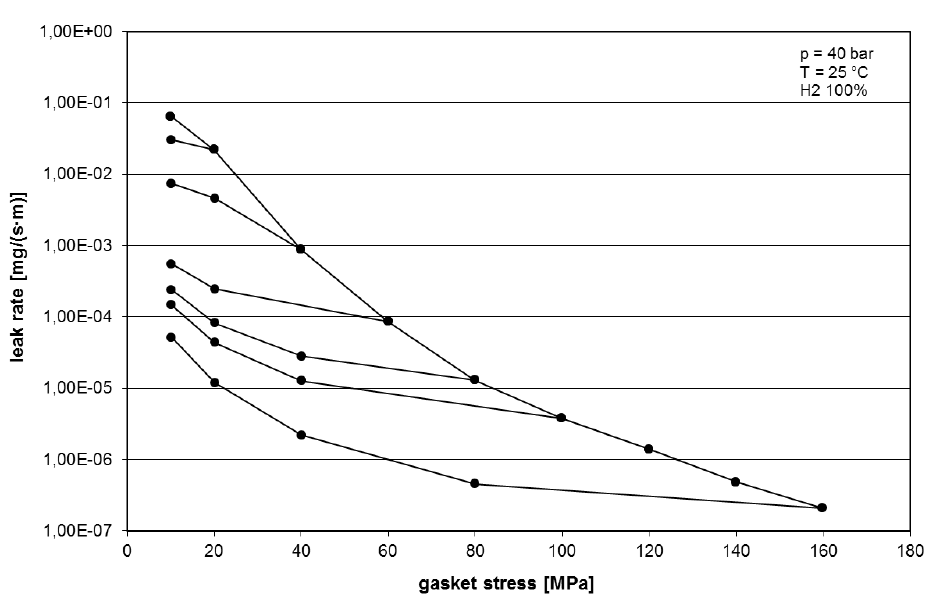 1,00E+00
p = 40 bar
T = 25 °C
H2 100%
1,00E-01
1,00E-02
1,00E-03
1,00E-04
1,00E-05
1,00E-06
1,00E-07
leak rate [mg/(s·m)]
0 20 40 60 80 100 120 140 160 180
gasket stress [MPa]